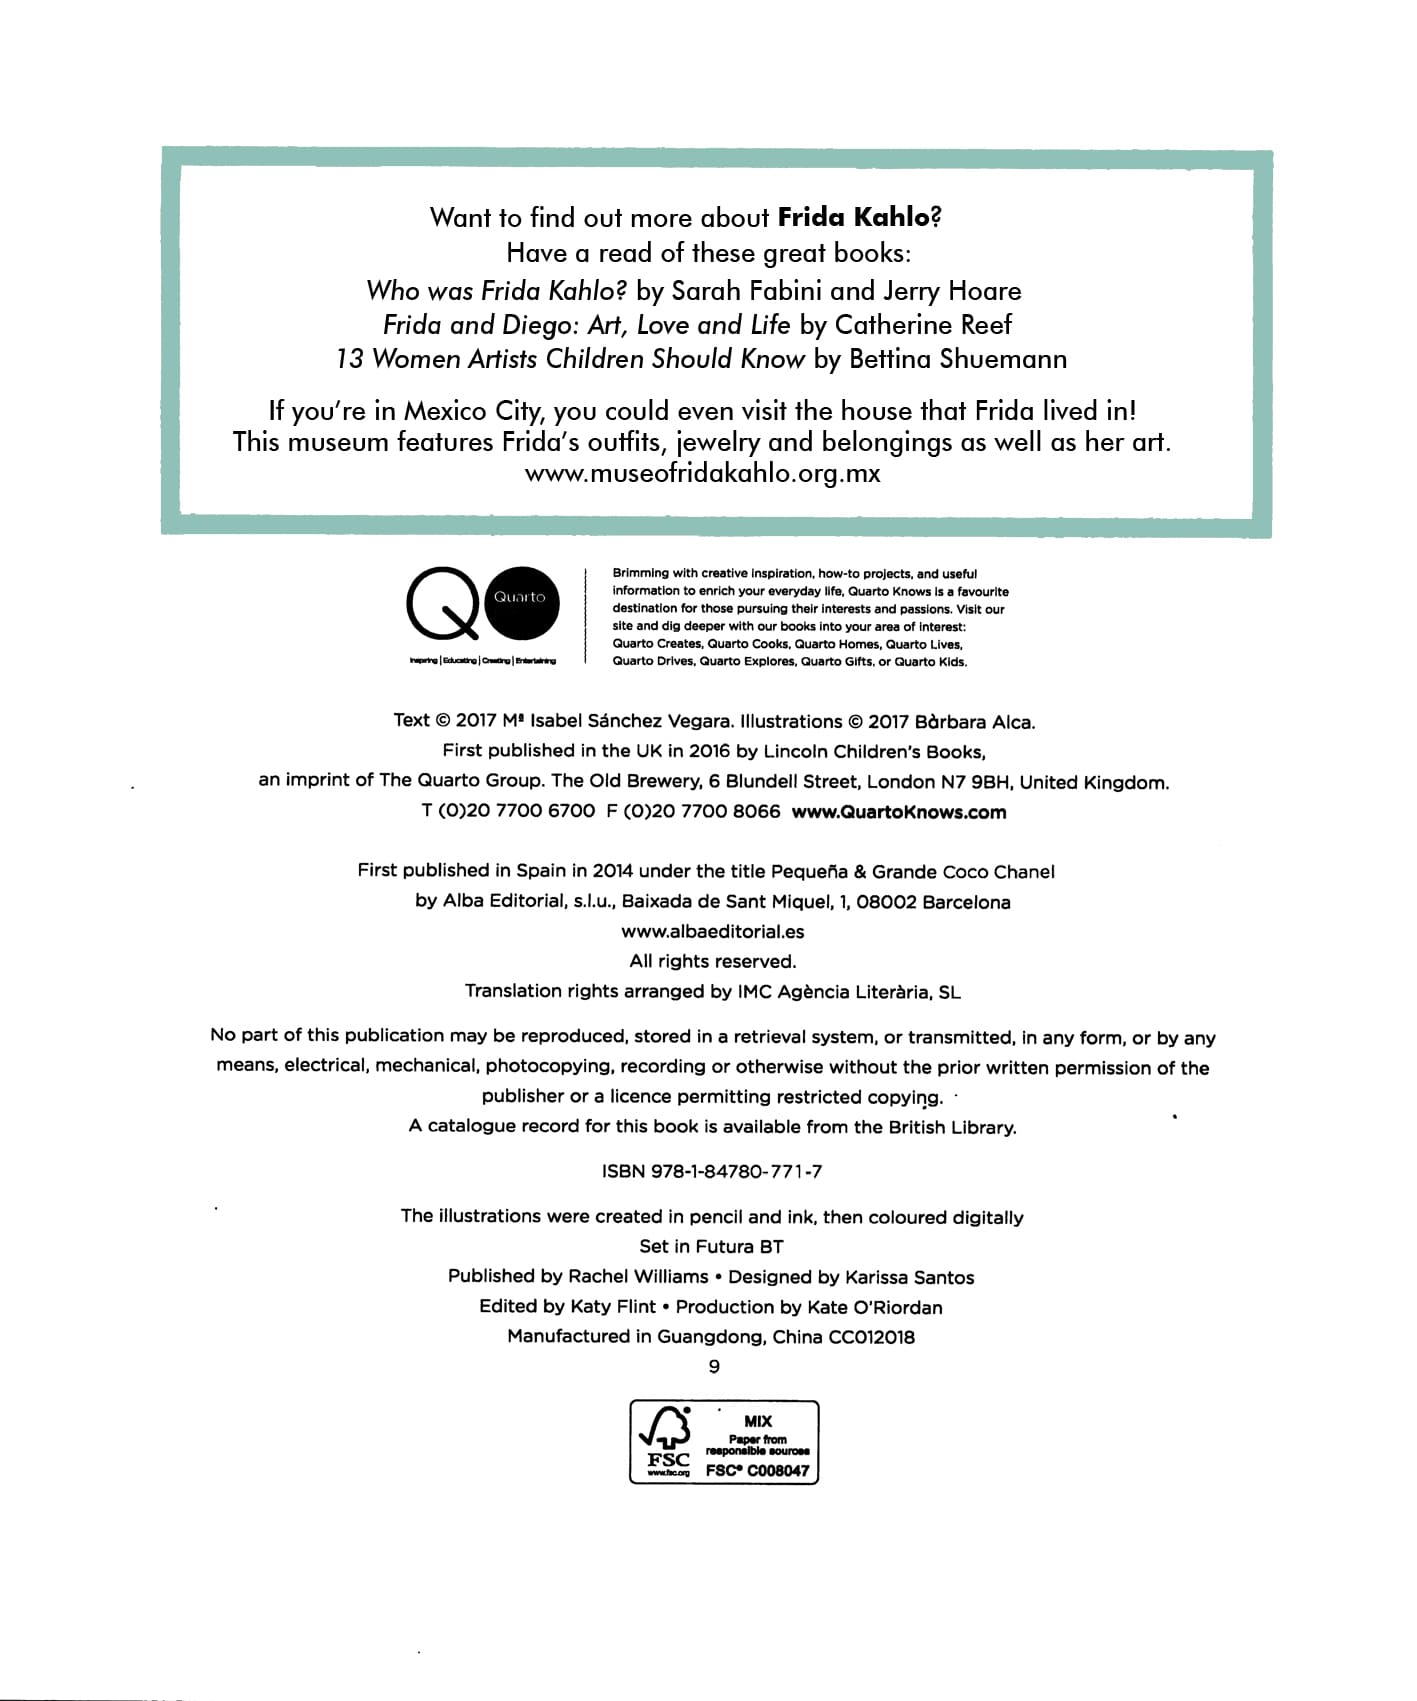 Want to find out more about Frida Kahlo?
Have a read of these great books:
Who was Frida Kahlo? by Sarah Fabini and Jerry Hoare
Frida and Diego: Art, Love and Life by Catherine Reef
13 Women Artists Children Should Know by Bettina Shuemann
If you’re in Mexico City, you could even visit the house that Frida lived in!
This museum features Frida’s outfits, jewelry and belongings as well as her art.
www.museofridakahlo.org.mx
Quarto
Inspiring | Educating | Creating | Entertaining
Brimming with creative inspiration, how-to projects, and useful
information to enrich your everyday life, Quarto Knows is a favourite
destination for those pursuing their interests and passions. Visit our
site and dig deeper with our books into your area of interest:
Quarto Creates, Quarto Cooks, Quarto Homes, Quarto Lives,
Quarto Drives, Quarto Explores, Quarto Gifts, or Quarto Kids.
Text © 2017 Mª Isabel Sánchez Vegara. Illustrations © 2017 Bàrbara Alca.
First published in the UK in 2016 by Lincoln Children’s Books,
an imprint of The Quarto Group. The Old Brewery, 6 Blundell Street, London N7 9BH, United Kingdom.
T (0)20 7700 6700 F (0)20 7700 8066 www.QuartoKnows.com
First published in Spain in 2014 under the title Pequeña & Grande Coco Chanel
by Alba Editorial, s.l.u., Baixada de Sant Miquel, 1, 08002 Barcelona
www.albaeditorial.es
All rights reserved.
Translation rights arranged by IMC Agència Literària, SL
No part of this publication may be reproduced, stored in a retrieval system, or transmitted, in any form, or by any
means, electrical, mechanical, photocopying, recording or otherwise without the prior written permission of the
publisher or a licence permitting restricted copying.
A catalogue record for this book is available from the British Library.
ISBN 978-1-84780-771-7
The illustrations were created in pencil and ink, then coloured digitally
Set in Futura BT
Published by Rachel Williams • Designed by Karissa Santos
Edited by Katy Flint • Production by Kate O’Riordan
Manufactured in Guangdong, China CC012018
9
FSC
www.fsc.org
MIX
Paper from
responsible sources
FSC® C008047